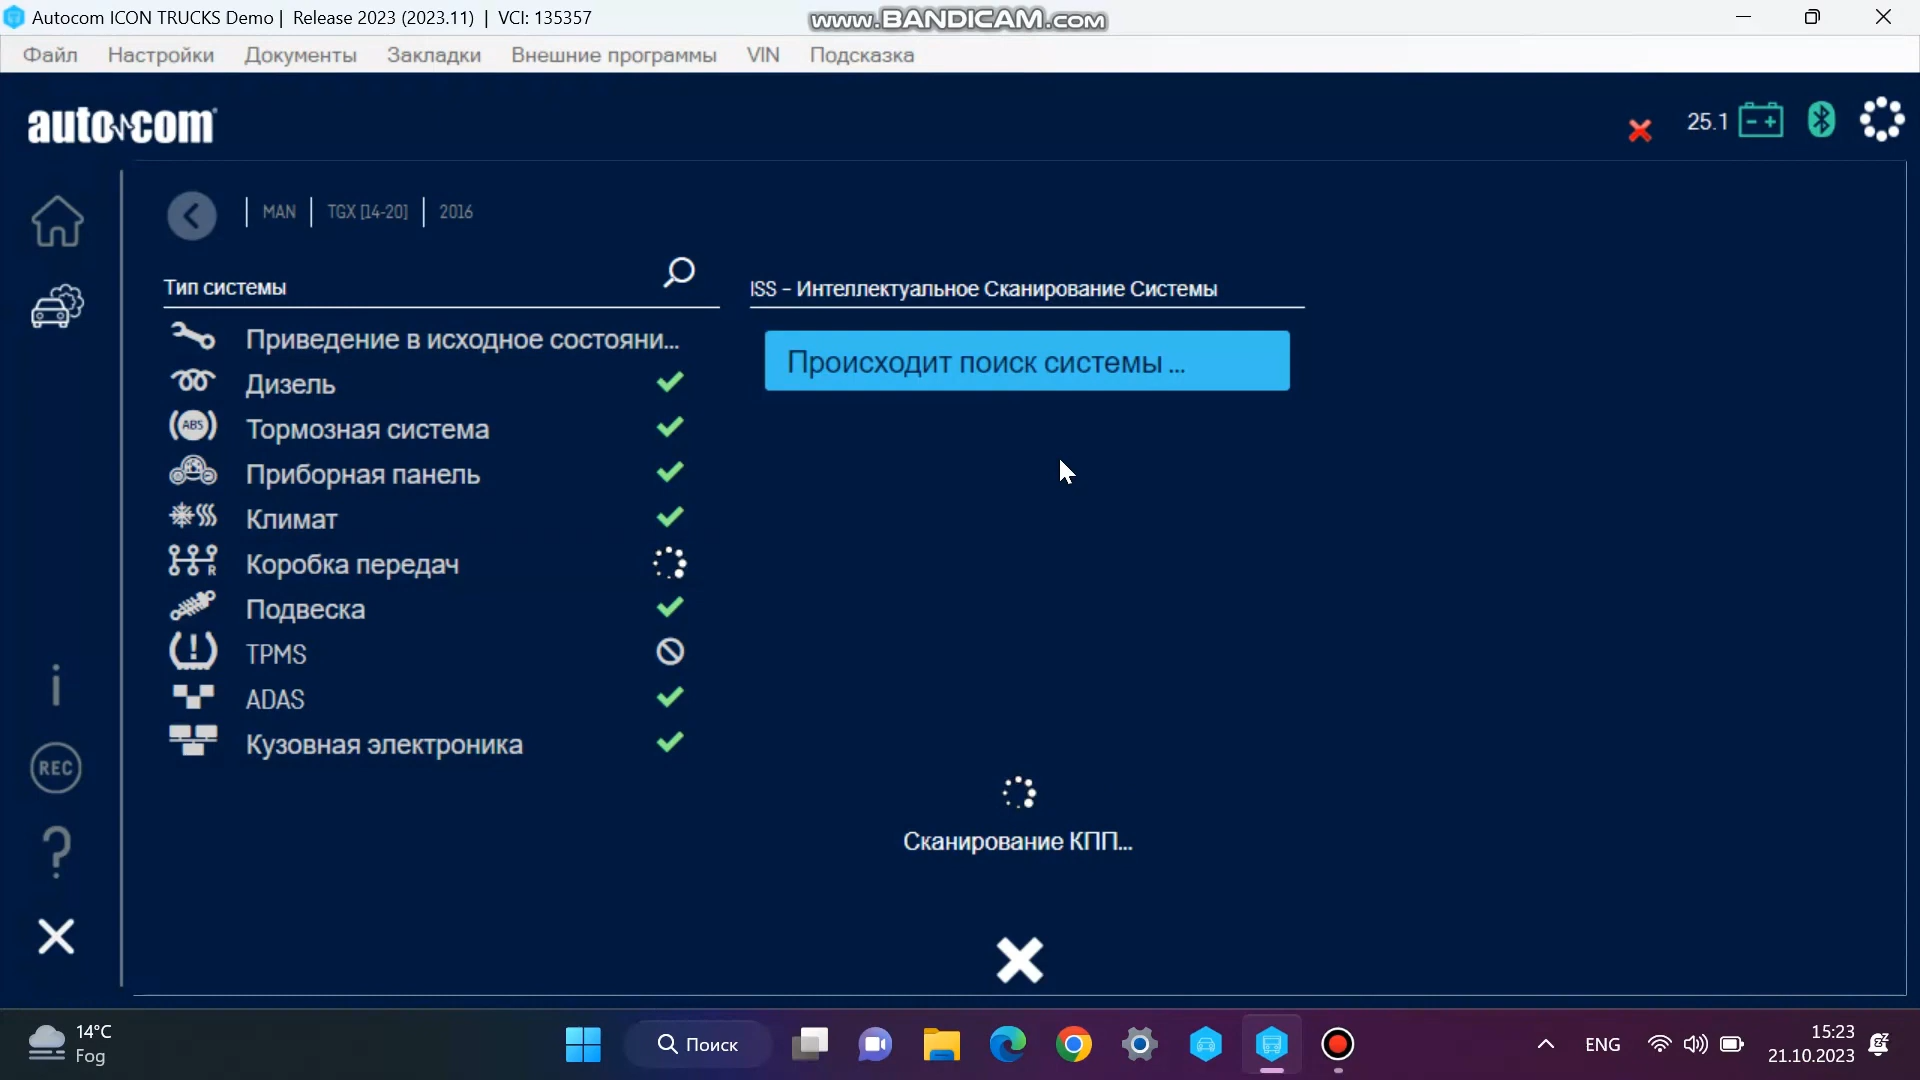 Autocom ICON TRUCKS Demo | Release 2023 (2023.11) | VCI: 135357
www.BANDICAM.com
Файл Настройки Документы Закладки Внешние программы VIN Подсказка
autocom
25.1
MAN TGX [14-20] 2016
Тип системы
ISS - Интеллектуальное Сканирование Системы
Приведение в исходное состояни...
Происходит поиск системы ...
Дизель
ABS
Тормозная система
Приборная панель
Климат
R
Коробка передач
Подвеска
TPMS
ADAS
Кузовная электроника
REC
Сканирование КПП...
14°C
Fog
Поиск
ENG
15:23
21.10.2023